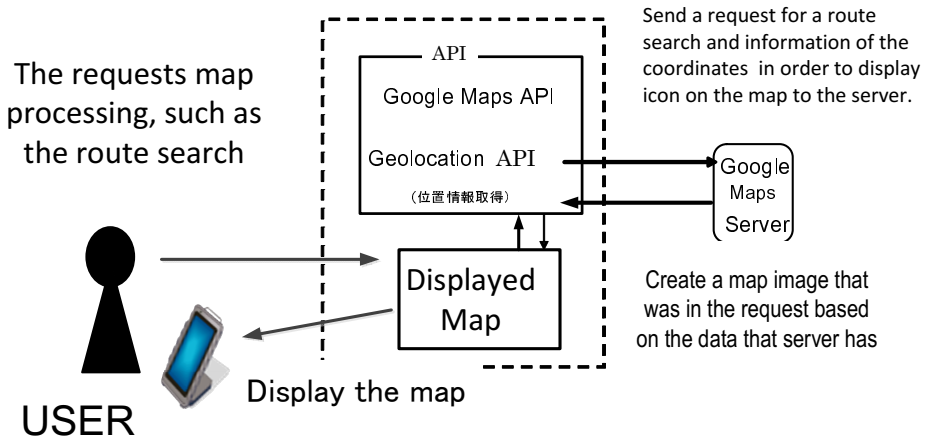 The requests map
processing, such as
the route search
API
Google Maps API
Geolocation API
(位置情報取得)
Send a request for a route
search and information of the
coordinates in order to display
icon on the map to the server.
Google
Maps
Server
Displayed
Map
Create a map image that
was in the request based
on the data that server has
Display the map
USER